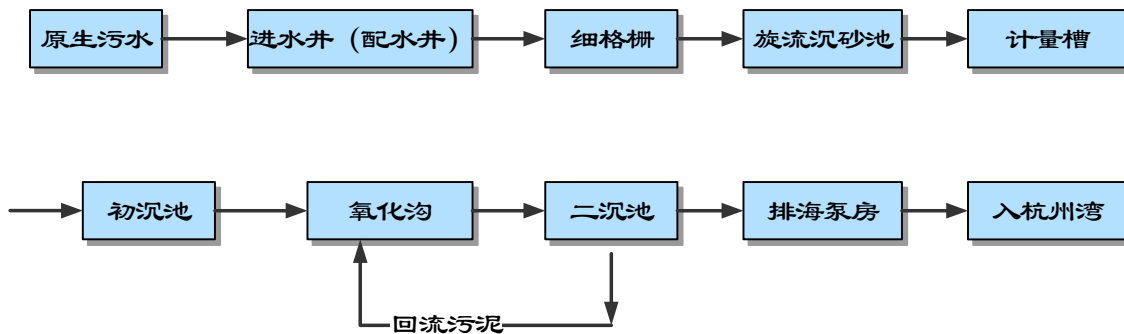 原生污水
进水井（配水井）
细格栅
旋流沉砂池
计量槽
初沉池
氧化沟
二沉池
排海泵房
入杭州湾
回流污泥